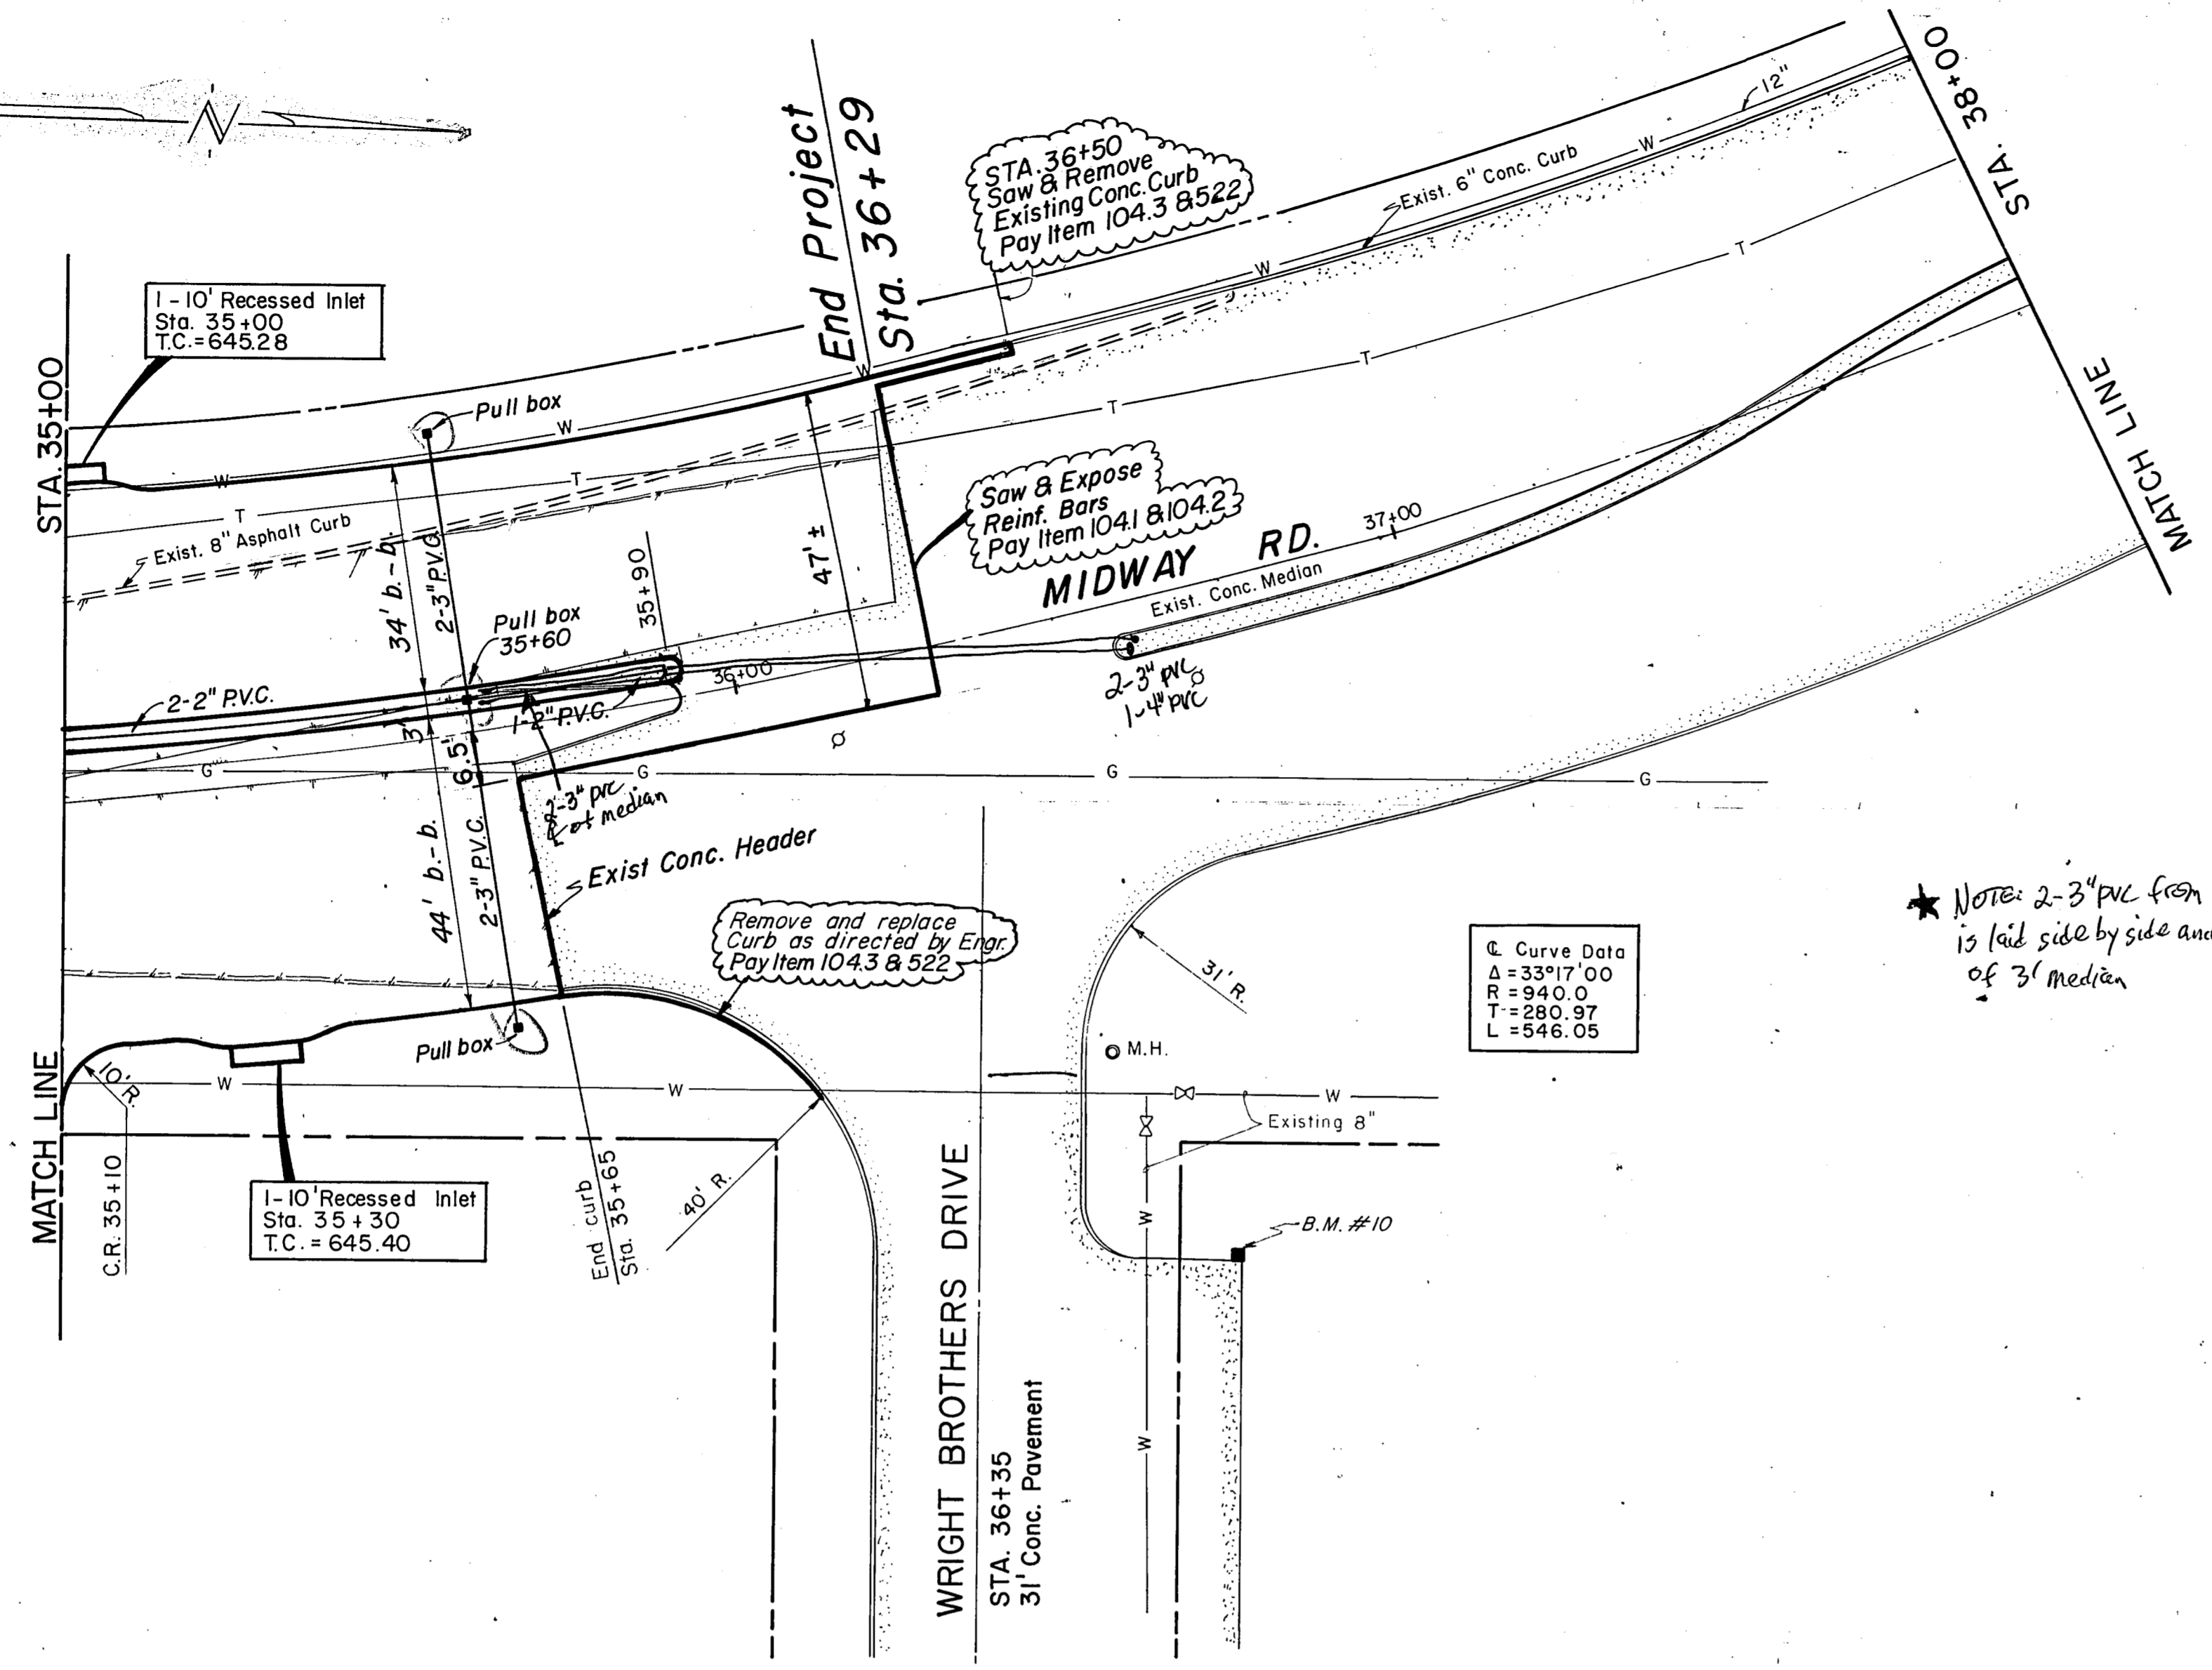 N
STA. 35+00
1-10' Recessed Inlet
Sta. 35+00
T.C.=645.28
End Project
Sta. 36+29
STA. 36+50
Saw & Remove
Existing Conc. Curb
Pay Item 104.3 & 522
12"
STA. 38+00
MATCH LINE
Exist. 6" Conc. Curb
W
W
W
W
W
T
T
T
T
T
Pull box
Exist. 8" Asphalt Curb
34' b.-b.
2-3" P.V.C.
Pull box
35+60
35+90
47'±
Saw & Expose
Reinf. Bars
Pay Item 104.1 & 104.2
MIDWAY RD.
37+00
Exist. Conc. Median
36+00
2-3" PVC
1-4" PVC
2-2" P.V.C.
1-2" P.V.C.
3'
6.5'
G
G
G
G
2-3" PVC
of median
44' b.-b.
2-3" P.V.C.
Exist Conc. Header
Remove and replace
Curb as directed by Engr.
Pay Item 104.3 & 522
31' R.
℄ Curve Data
Δ = 33°17'00
R = 940.0
T = 280.97
L = 546.05
★ NOTE: 2-3" PVC from
is laid side by side and
of 3' median
Pull box
M.H.
10' R.
W
W
W
Existing 8"
MATCH LINE
C.R. 35+10
1-10' Recessed Inlet
Sta. 35+30
T.C. = 645.40
End curb
Sta. 35+65
40' R.
WRIGHT BROTHERS DRIVE
STA. 36+35
31' Conc. Pavement
W
W
B.M. #10